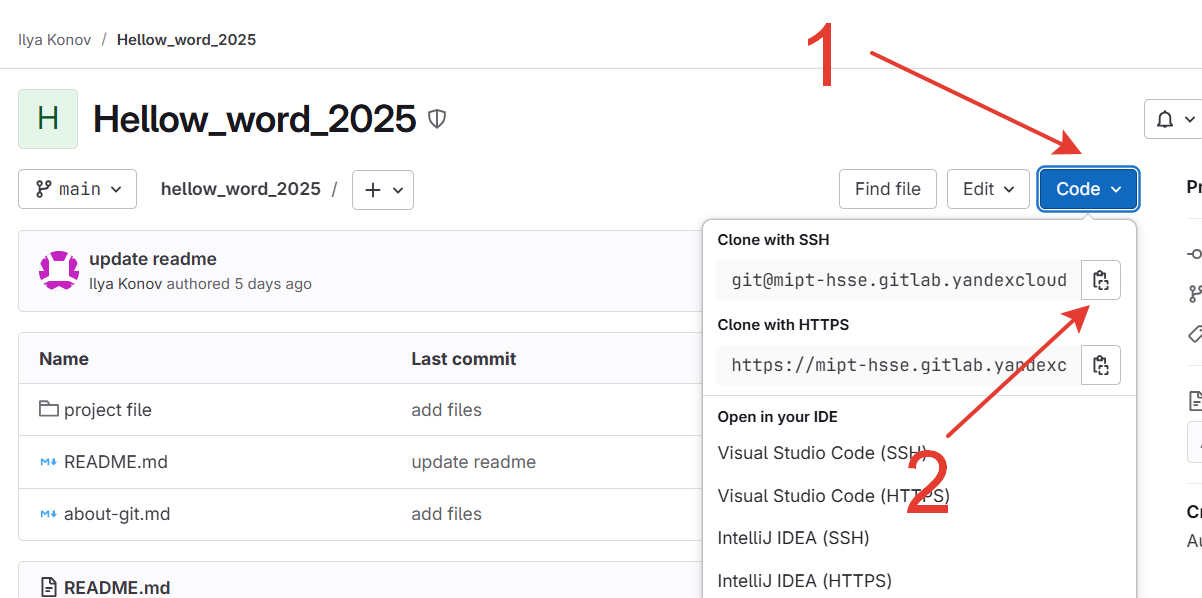 Ilya Konov / Hellow_word_2025
1
H
Hellow_word_2025
main
hellow_word_2025 /
+
Find file
Edit
Code
update readme
Ilya Konov authored 5 days ago
Clone with SSH
git@mipt-hsse.gitlab.yandexcloud
Clone with HTTPS
https://mipt-hsse.gitlab.yandexc
Name Last commit
project file add files
README.md update readme
about-git.md add files
README.md
Open in your IDE
Visual Studio Code (SSH)
2
Visual Studio Code (HTTPS)
IntelliJ IDEA (SSH)
IntelliJ IDEA (HTTPS)